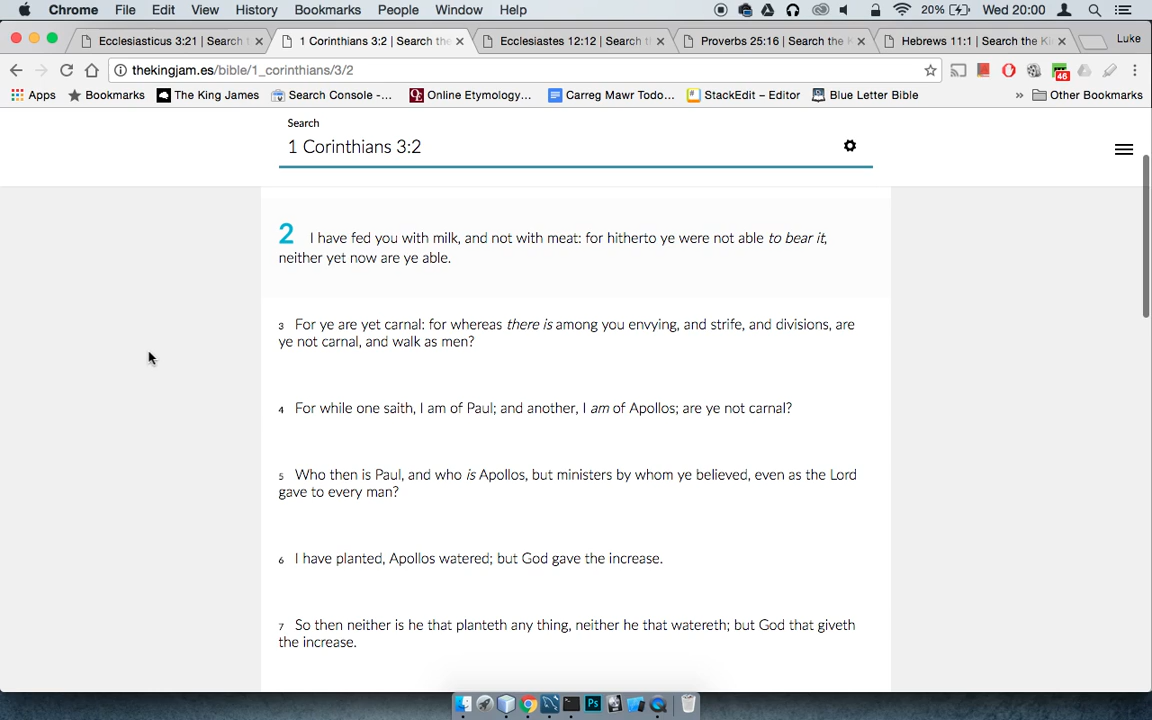 Chrome File Edit View History Bookmarks People Window Help 20% Wed 20:00
Ecclesiasticus 3:21 | Search 1 Corinthians 3:2 | Search the Ecclesiastes 12:12 | Search Proverbs 25:16 | Search the K Hebrews 11:1 | Search the Ki Luke
thekingjam.es/bible/1_corinthians/3/2 46
Apps Bookmarks The King James Search Console -... Online Etymology... Carreg Mawr Todo... StackEdit – Editor Blue Letter Bible » Other Bookmarks
Search
1 Corinthians 3:2
2 I have fed you with milk, and not with meat: for hitherto ye were not able to bear it,
neither yet now are ye able.
3 For ye are yet carnal: for whereas there is among you envying, and strife, and divisions, are
ye not carnal, and walk as men?
4 For while one saith, I am of Paul; and another, I am of Apollos; are ye not carnal?
5 Who then is Paul, and who is Apollos, but ministers by whom ye believed, even as the Lord
gave to every man?
6 I have planted, Apollos watered; but God gave the increase.
7 So then neither is he that planteth any thing, neither he that watereth; but God that giveth
the increase.
Ps